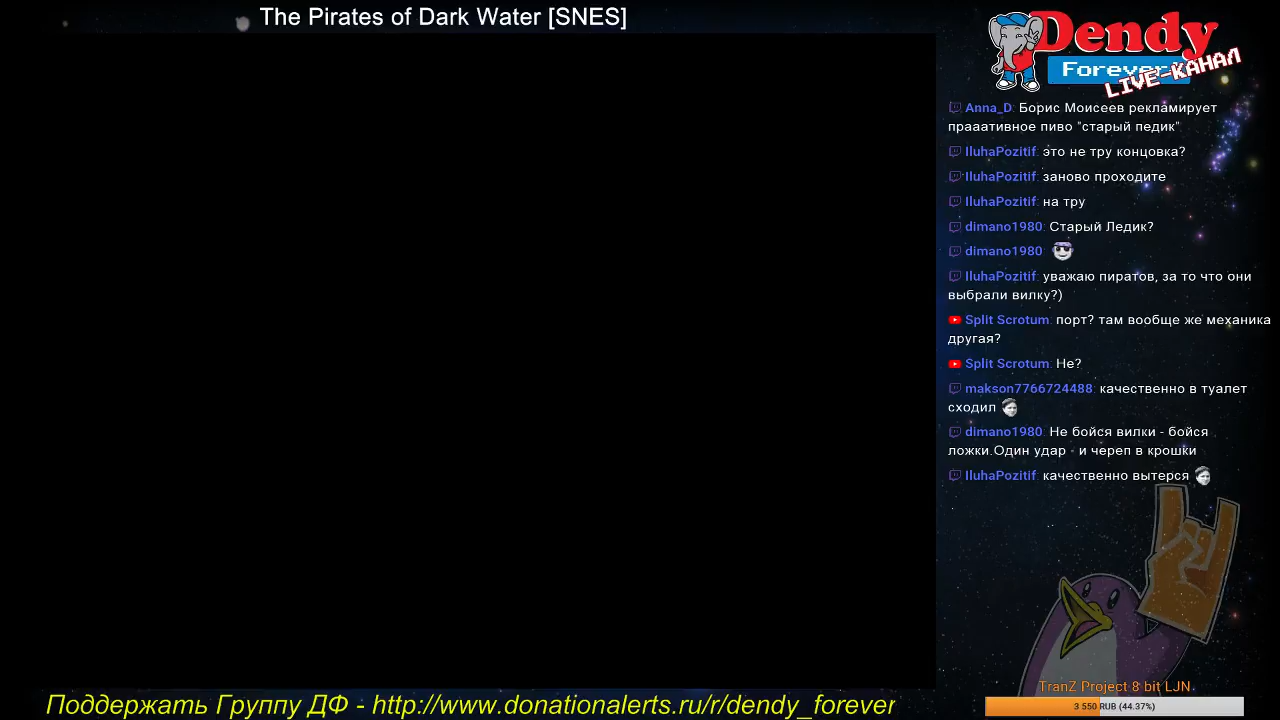 The Pirates of Dark Water [SNES]
Dendy
Forever
LIVE-КАНАЛ
Anna_D: Борис Моисеев рекламирует
прааативное пиво "старый педик"
IluhaPozitif: это не тру концовка?
IluhaPozitif: заново проходите
IluhaPozitif: на тру
dimano1980: Старый Ледик?
dimano1980:
IluhaPozitif: уважаю пиратов, за то что они
выбрали вилку?)
Split Scrotum: порт? там вообще же механика
другая?
Split Scrotum: Не?
makson7766724488: качественно в туалет
сходил
dimano1980: Не бойся вилки - бойся
ложки.Один удар - и череп в крошки
IluhaPozitif: качественно вытерся
TranZ Project 8 bit LJN
3 550 RUB (44.37%)
Поддержать Группу ДФ - http://www.donationalerts.ru/r/dendy_forever